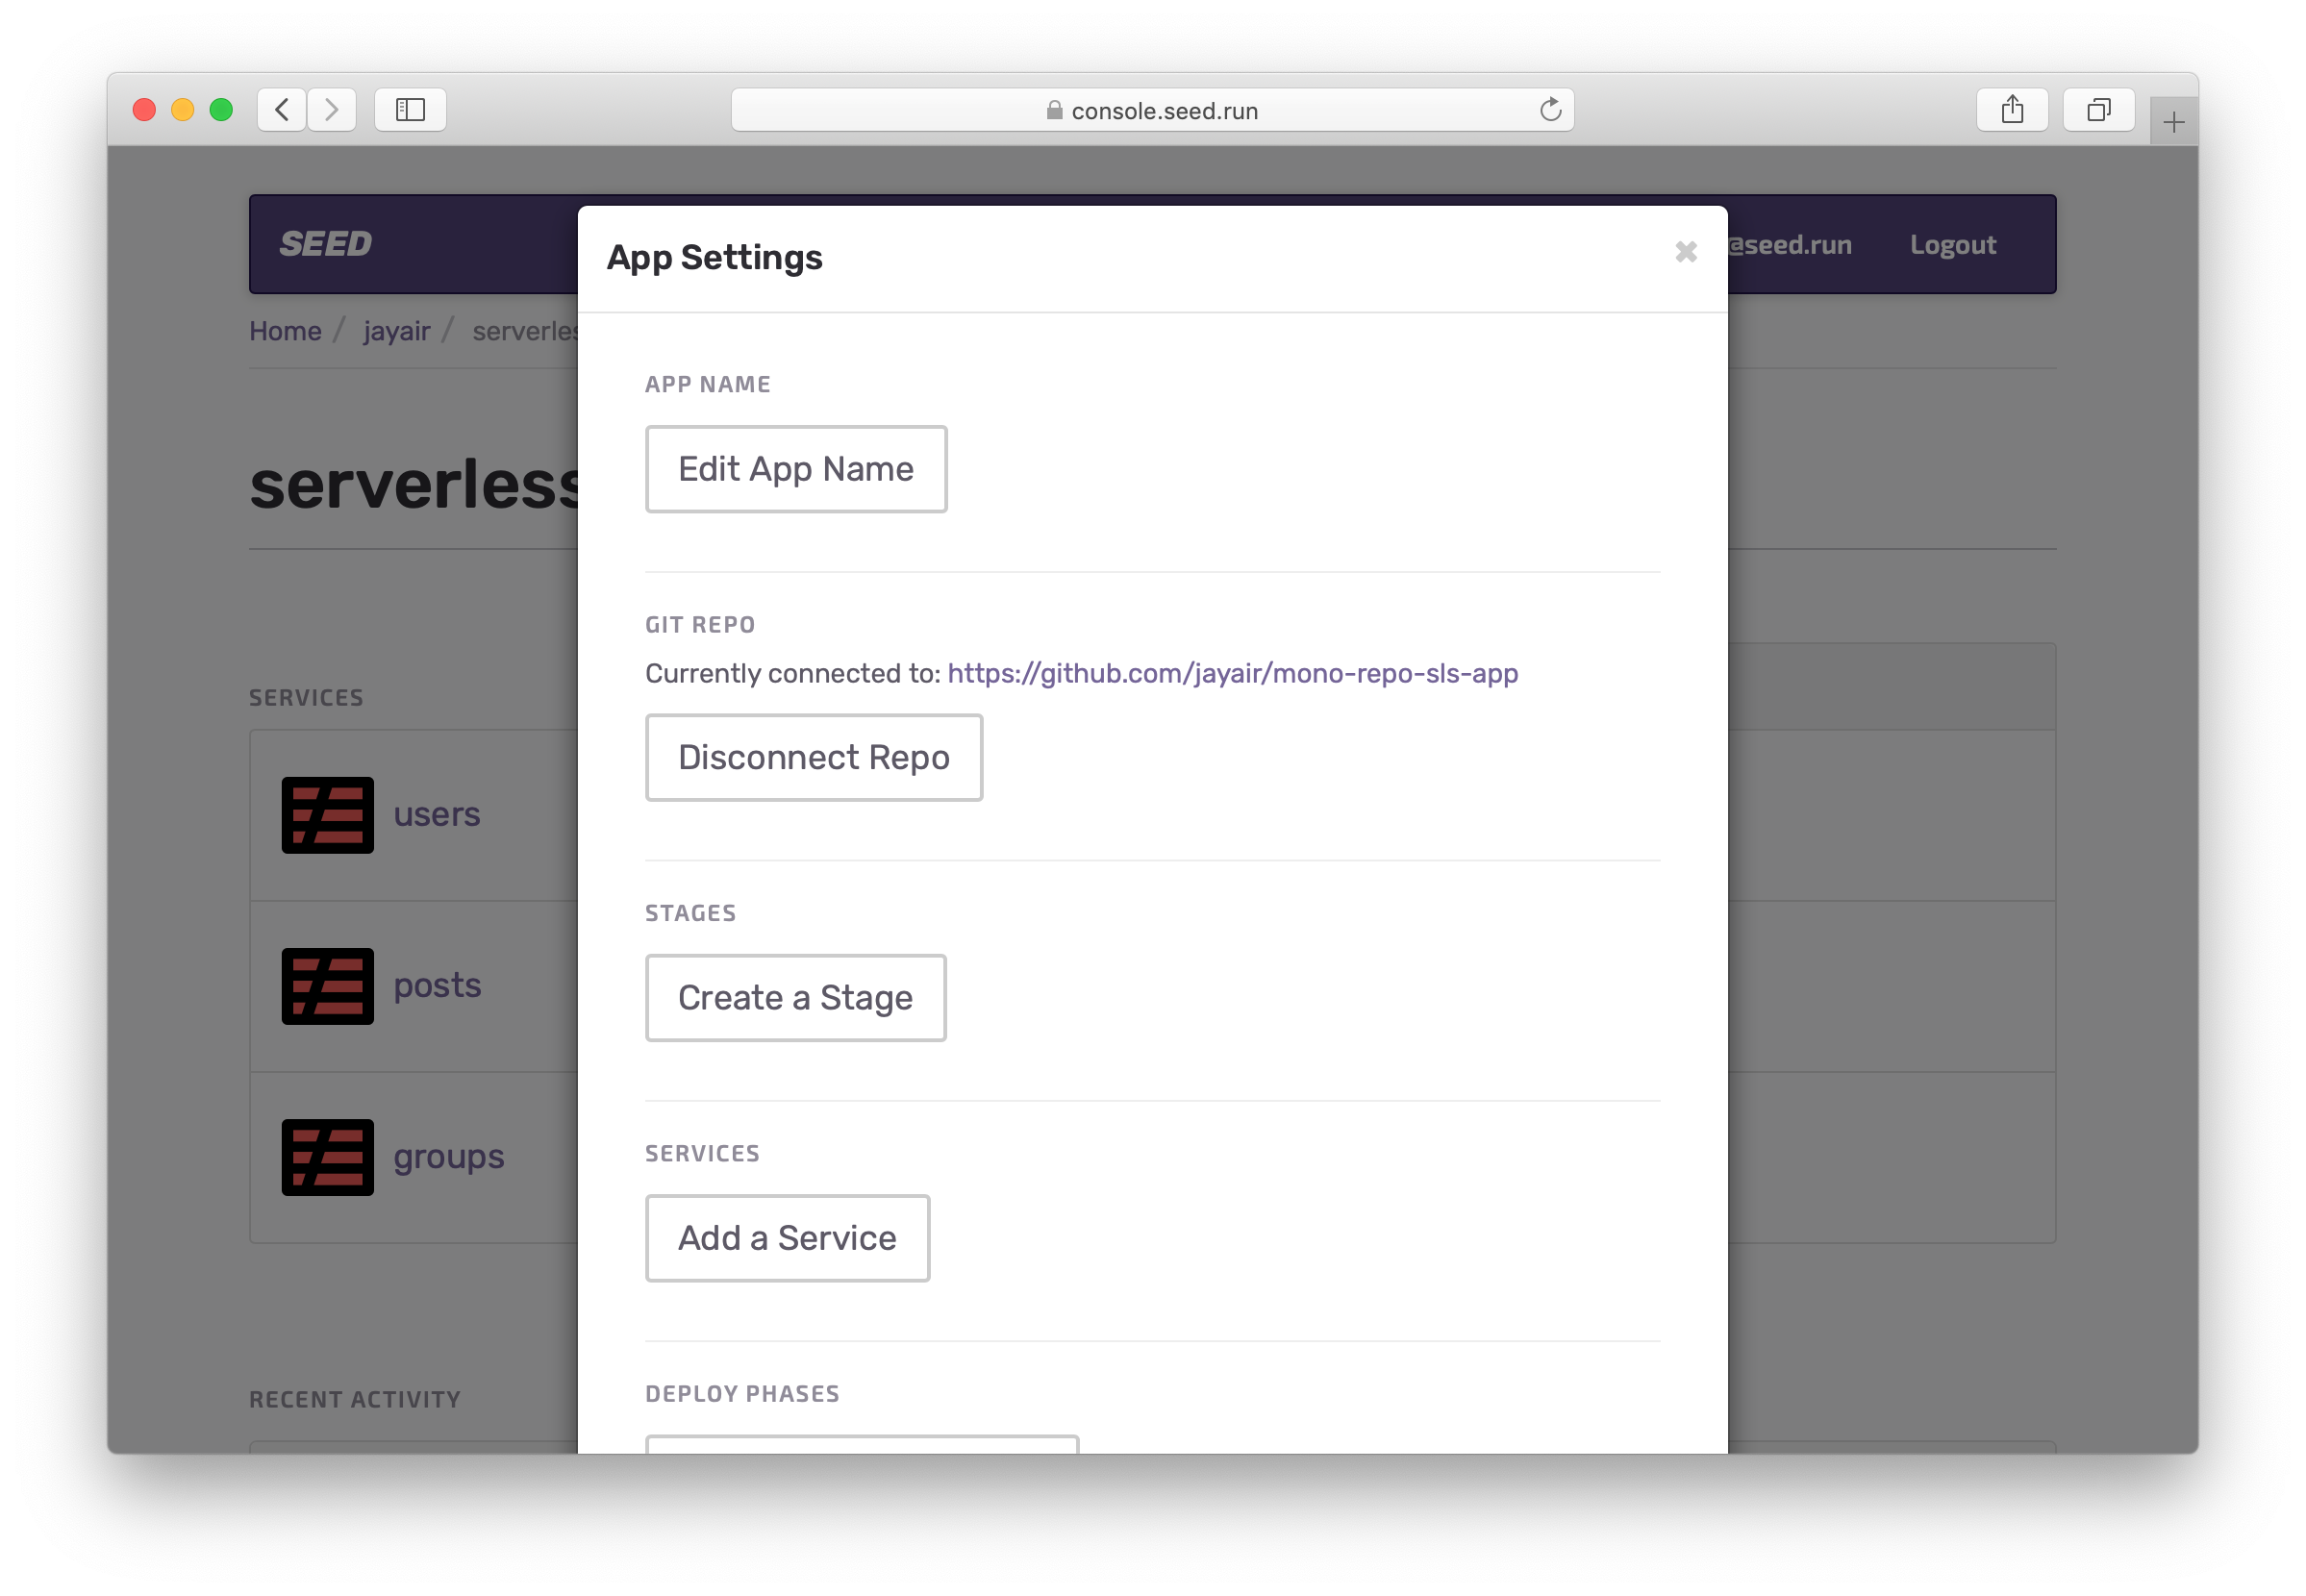 console.seed.run
SEED
@seed.run
Logout
Home / jayair /
App Settings
APP NAME
Edit App Name
GIT REPO
Currently connected to: https://github.com/jayair/mono-repo-sls-app
Disconnect Repo
STAGES
Create a Stage
SERVICES
Add a Service
DEPLOY PHASES
serverless
SERVICES
users
posts
groups
RECENT ACTIVITY